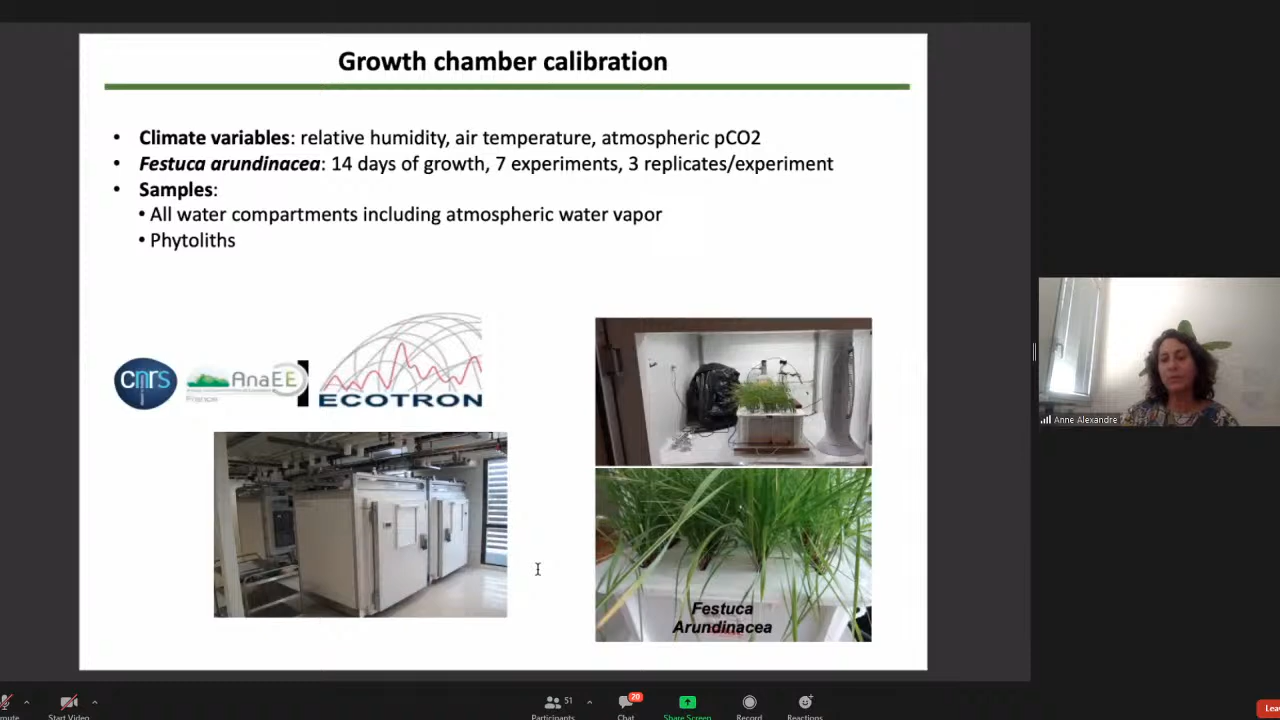 Growth chamber calibration
• Climate variables: relative humidity, air temperature, atmospheric pCO2
• Festuca arundinacea: 14 days of growth, 7 experiments, 3 replicates/experiment
• Samples:
• All water compartments including atmospheric water vapor
• Phytoliths
cnrs
AnaEE
France
ECOTRON
Festuca
Arundinacea
Anne Alexandre
mute
Start Video
51
Participants
20
Chat
Share Screen
Record
Reactions
Lea